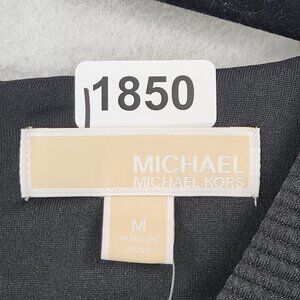 1850
MICHAEL
MICHAEL KORS
M
MADE IN
CHINA